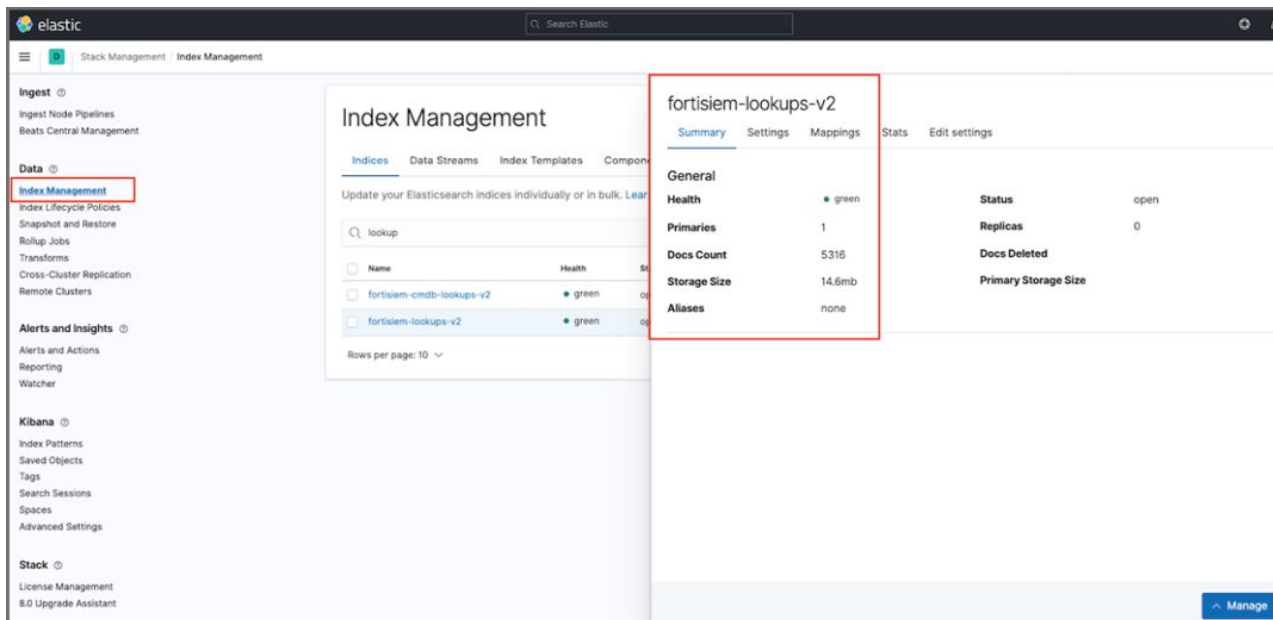 elastic
Search Elastic
D
Stack Management / Index Management
Ingest
Ingest Node Pipelines
Beats Central Management
Data
Index Management
Index Lifecycle Policies
Snapshot and Restore
Rollup Jobs
Transforms
Cross-Cluster Replication
Remote Clusters
Alerts and Insights
Alerts and Actions
Reporting
Watcher
Kibana
Index Patterns
Saved Objects
Tags
Search Sessions
Spaces
Advanced Settings
Stack
License Management
8.0 Upgrade Assistant
Index Management
Indices Data Streams Index Templates Compon
Update your Elasticsearch indices individually or in bulk. Lear
lookup
Name Health St
fortisiem-cmdb-lookups-v2 green op
fortisiem-lookups-v2 green op
Rows per page: 10
fortisiem-lookups-v2
Summary Settings Mappings Stats Edit settings
General
Health green Status open
Primaries 1 Replicas 0
Docs Count 5316 Docs Deleted
Storage Size 14.6mb Primary Storage Size
Aliases none
Manage